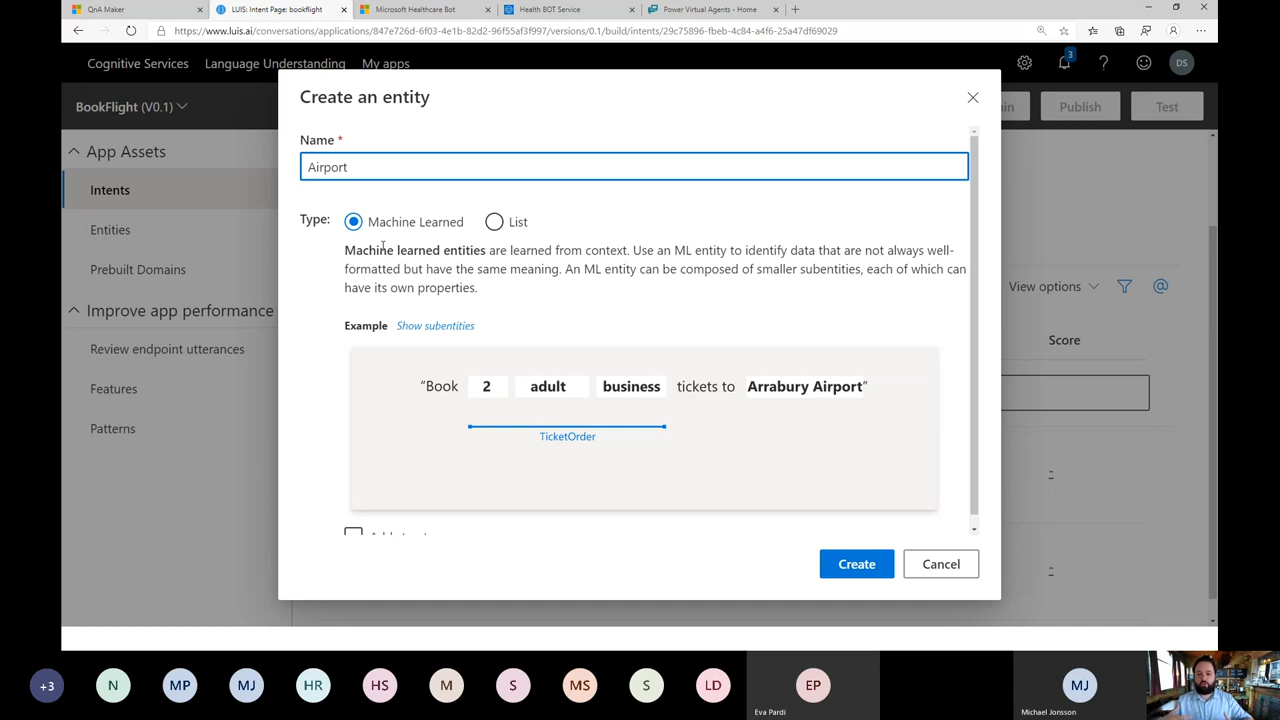 QnA Maker
LUIS: Intent Page: bookflight
Microsoft Healthcare Bot
Health BOT Service
Power Virtual Agents - Home
https://www.luis.ai/conversations/applications/847e726d-6f03-4e1b-82d2-96f55af3f997/versions/0.1/build/intents/29c75896-fbeb-4c84-a4f6-25a47df69029
Cognitive Services
Language Understanding
My apps
3
DS
BookFlight (V0.1)
Publish
Test
App Assets
Intents
Entities
Prebuilt Domains
Improve app performance
Review endpoint utterances
Features
Patterns
View options
Score
Create an entity
Name *
Airport
Type:
Machine Learned
List
Machine learned entities are learned from context. Use an ML entity to identify data that are not always well-
formatted but have the same meaning. An ML entity can be composed of smaller subentities, each of which can
have its own properties.
Example Show subentities
"Book 2 adult business tickets to Arrabury Airport"
TicketOrder
Create
Cancel
+3
N
MP
MJ
HR
HS
M
S
MS
S
LD
EP
MJ
Eva Pardi
Michael Jonsson